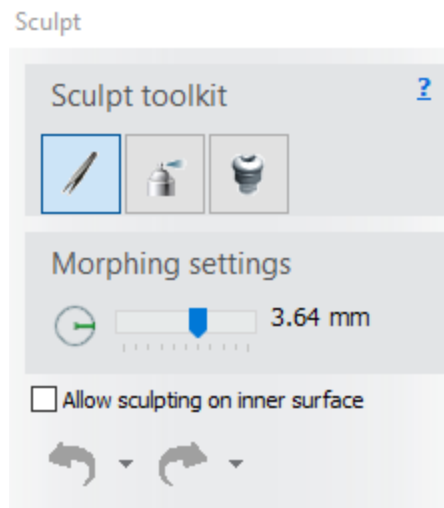 Sculpt
Sculpt toolkit ?
Morphing settings
3.64 mm
Allow sculpting on inner surface